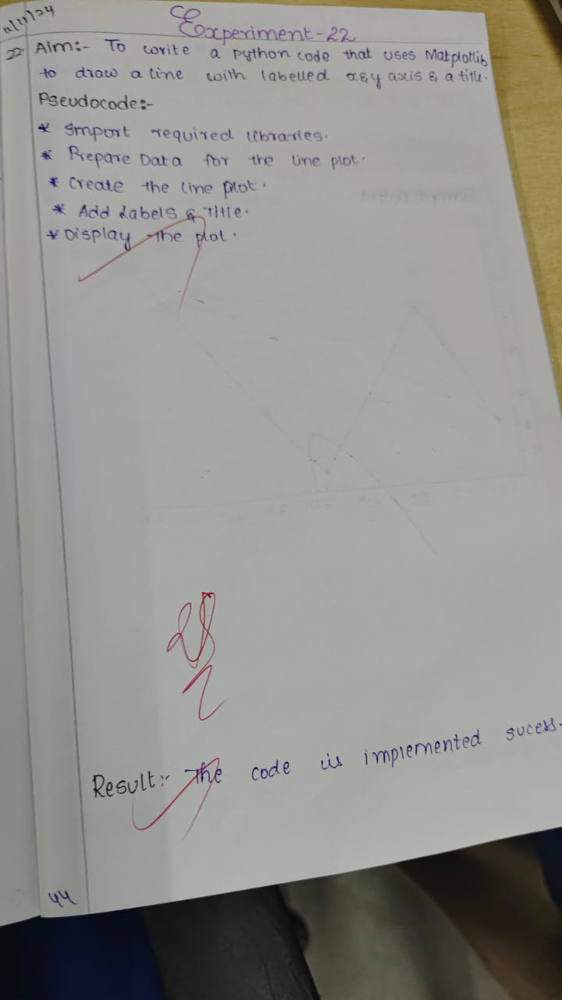 Experiment-22
22. Aim:- To write a python code that uses Matplotlib
to draw a line with labelled x&y axis & a title.
Pseudocode:-
* Import required libraries.
* Prepare Data for the line plot.
* Create the line plot.
* Add Labels & Title.
* Display the plot.
Result:- The code is implemented sucess.
44